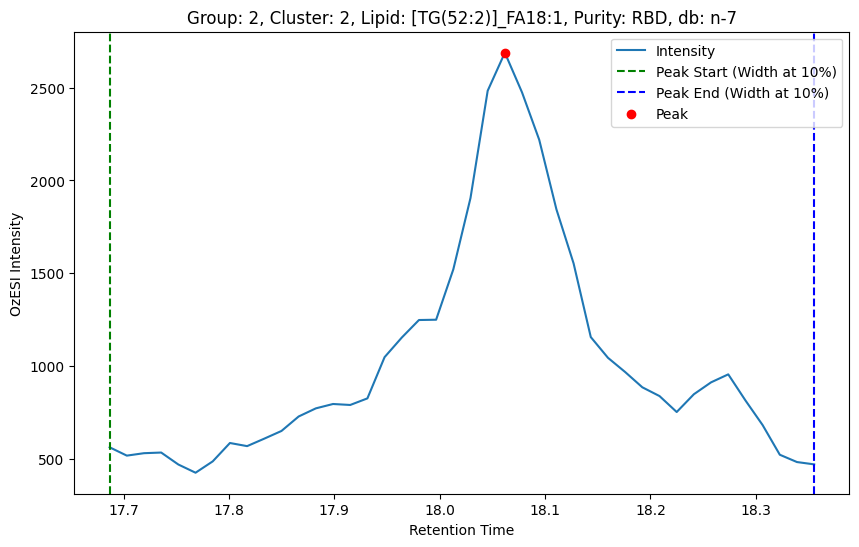 Group: 2, Cluster: 2, Lipid: [TG(52:2)]_FA18:1, Purity: RBD, db: n-7
Intensity
Peak Start (Width at 10%)
Peak End (Width at 10%)
Peak
OzESI Intensity
2500
2000
1500
1000
500
17.7 17.8 17.9 18.0 18.1 18.2 18.3
Retention Time